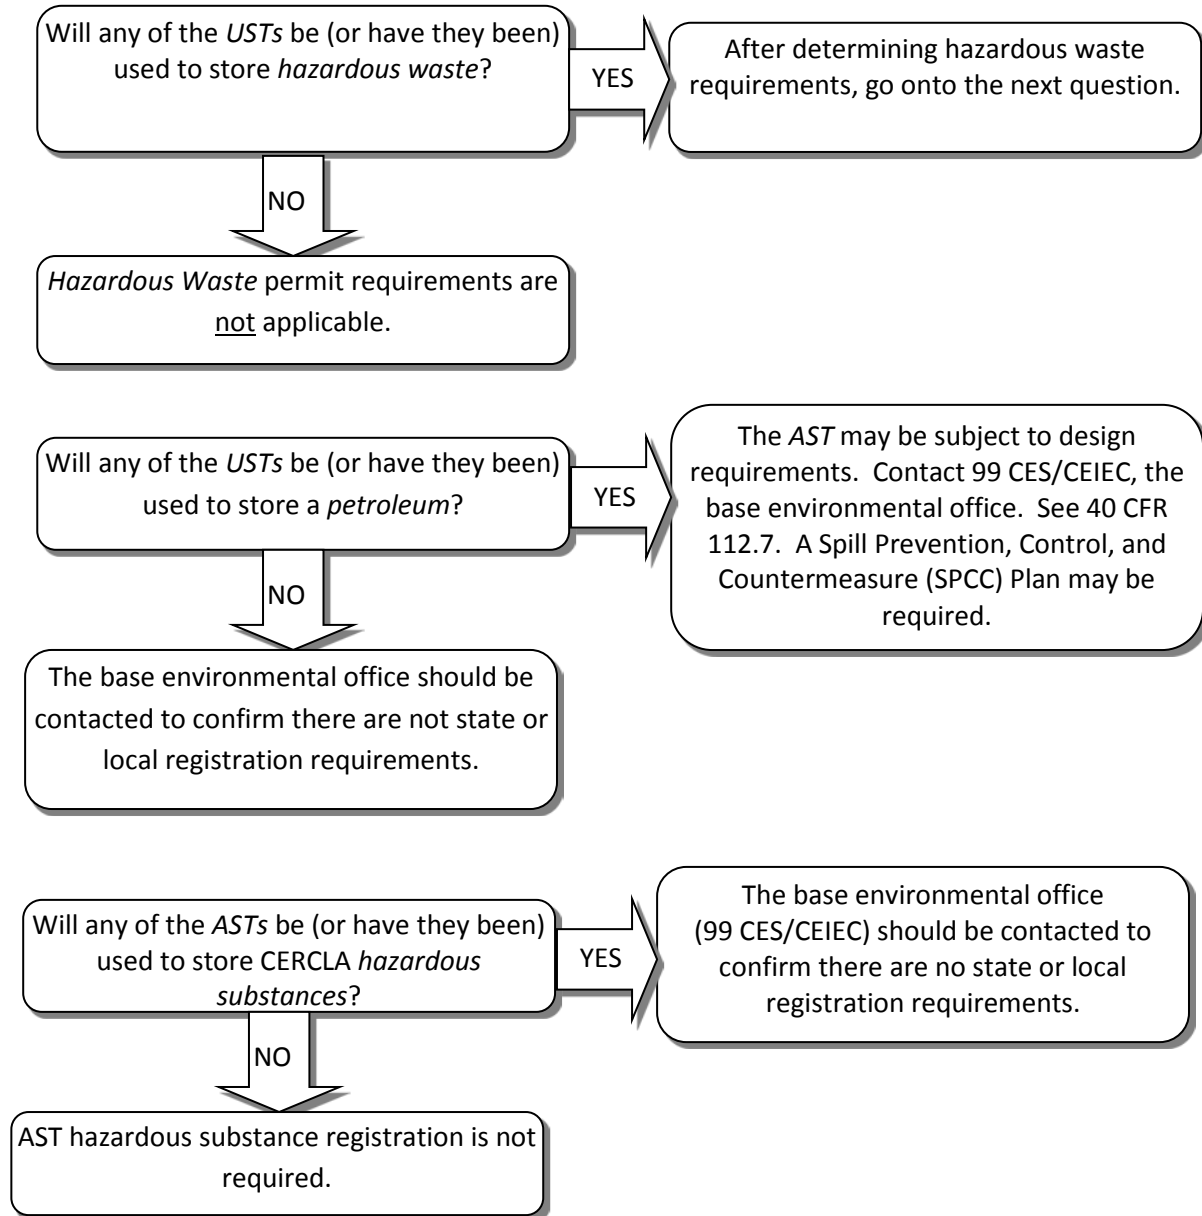 Will any of the USTs be (or have they been)
used to store hazardous waste?
YES
After determining hazardous waste
requirements, go onto the next question.
NO
Hazardous Waste permit requirements are
not applicable.
Will any of the USTs be (or have they been)
used to store a petroleum?
YES
The AST may be subject to design
requirements.  Contact 99 CES/CEIEC, the
base environmental office.  See 40 CFR
112.7.  A Spill Prevention, Control, and
Countermeasure (SPCC) Plan may be
required.
NO
The base environmental office should be
contacted to confirm there are not state or
local registration requirements.
Will any of the ASTs be (or have they been)
used to store CERCLA hazardous
substances?
YES
The base environmental office
(99 CES/CEIEC) should be contacted to
confirm there are no state or local
registration requirements.
NO
AST hazardous substance registration is not
required.